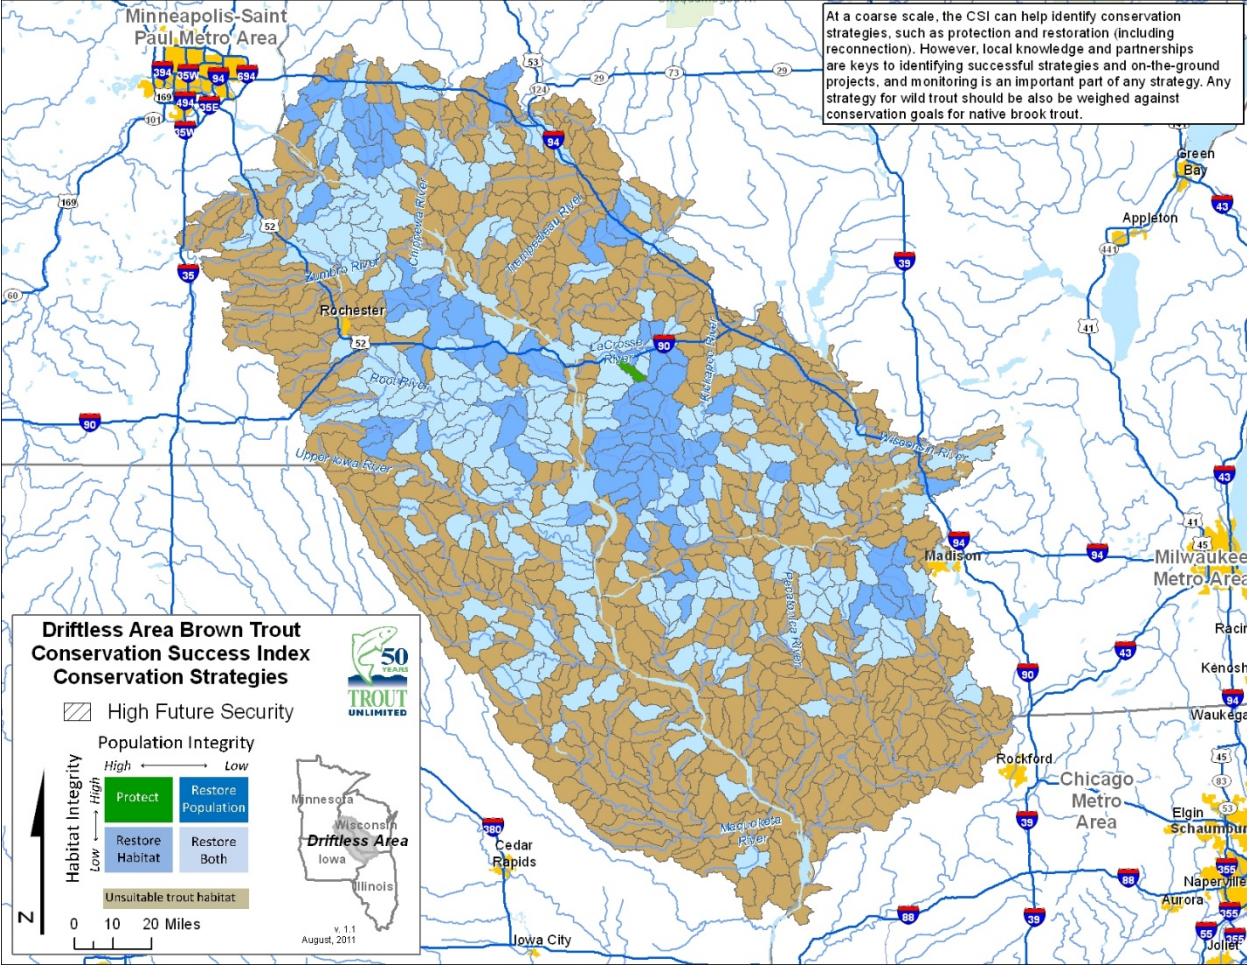 Minneapolis-Saint
Paul Metro Area
At a coarse scale, the CSI can help identify conservation
strategies, such as protection and restoration (including
reconnection). However, local knowledge and partnerships
are keys to identifying successful strategies and on-the-ground
projects, and monitoring is an important part of any strategy. Any
strategy for wild trout should be also be weighed against
conservation goals for native brook trout.
394
35W
94
694
169
494
35E
101
35W
53
124
29
73
29
94
Green
Bay
43
169
52
Appleton
441
Chippewa River
Trempealeau River
39
35
Zumbro River
60
Rochester
41
52
LaCrosse
River
90
Kickapoo River
Root River
90
Wisconsin River
Upper Iowa River
43
41
45
94
Madison
94
Milwaukee
Metro Area
Pecatonica River
Racin
43
Kenosh
90
94
Waukega
Driftless Area Brown Trout
Conservation Success Index
Conservation Strategies
50
YEARS
TROUT
UNLIMITED
High Future Security
Population Integrity
High
Low
Habitat Integrity
High
Low
Protect
Restore
Population
Restore
Habitat
Restore
Both
Unsuitable trout habitat
N
0 10 20 Miles
Minnesota
Wisconsin
Driftless Area
Iowa
Illinois
v. 1.1
August, 2011
Rockford
45
83
Chicago
Metro
Area
53
Elgin
Schaumbur
39
Maquoketa
River
380
Cedar
Rapids
355
88
Naperville
Aurora
88
39
355
55
355
Joliet
Iowa City